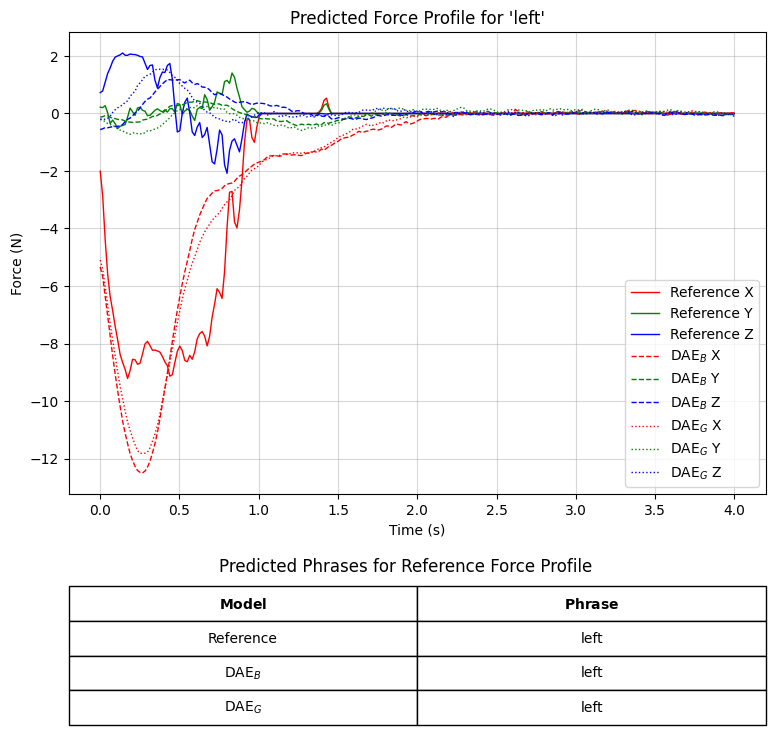 Predicted Force Profile for 'left'
Force (N)
2
0
−2
−4
−6
−8
−10
−12
Reference X
Reference Y
Reference Z
DAE_B X
DAE_B Y
DAE_B Z
DAE_G X
DAE_G Y
DAE_G Z
0.0 0.5 1.0 1.5 2.0 2.5 3.0 3.5 4.0
Time (s)
Predicted Phrases for Reference Force Profile
Model Phrase
Reference left
DAE_B left
DAE_G left